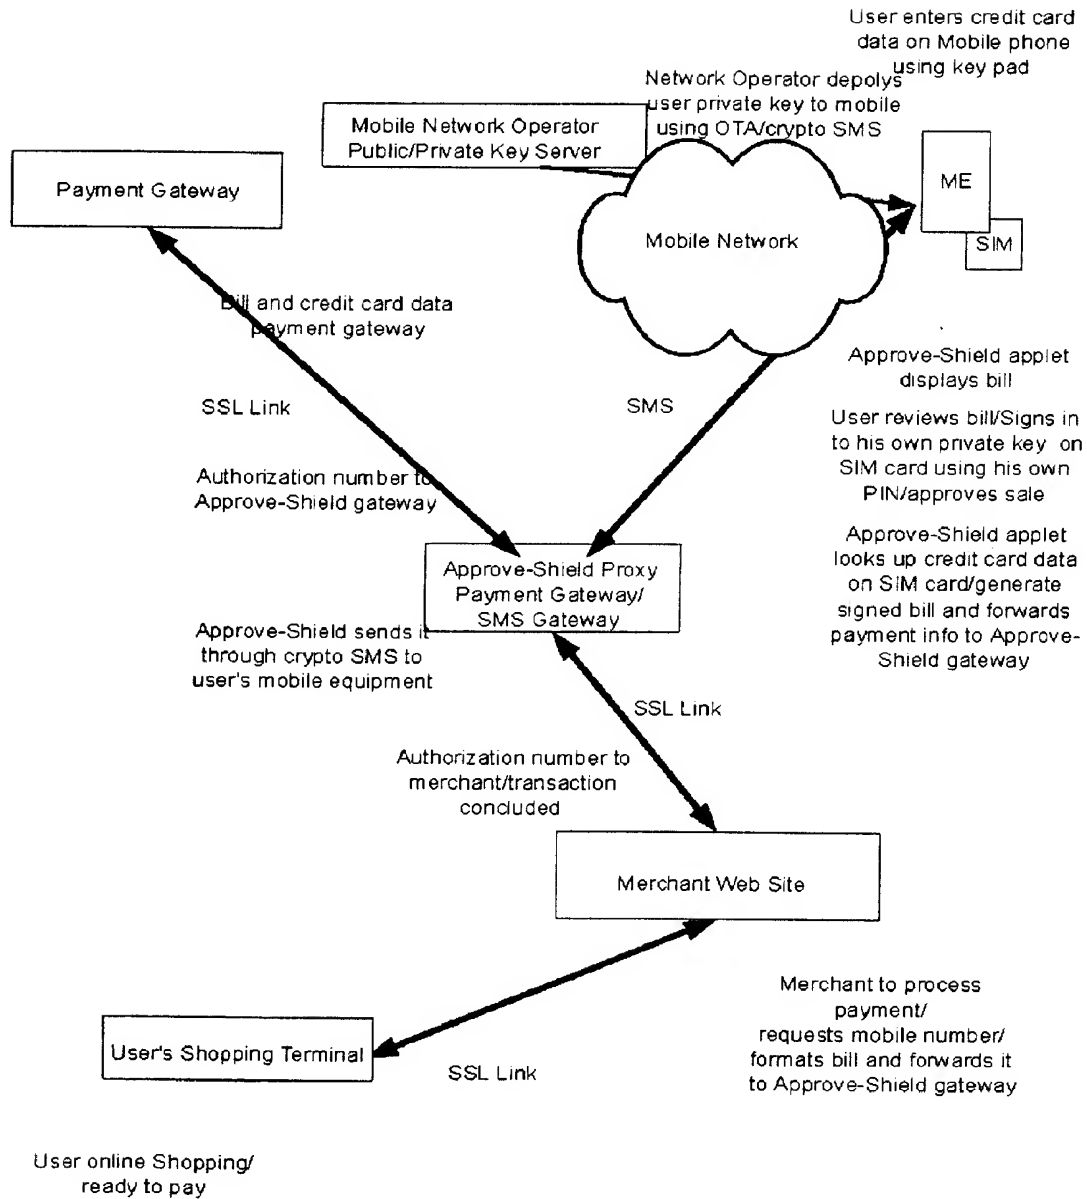 User enters credit card
data on Mobile phone
using key pad
Network Operator depolys
user private key to mobile
using OTA/crypto SMS
Mobile Network Operator
Public/Private Key Server
ME
SIM
Payment Gateway
Mobile Network
Bill and credit card data
payment gateway
SSL Link
SMS
Approve-Shield applet
displays bill
User reviews bill/Signs in
to his own private key on
SIM card using his own
PIN/approves sale
Authorization number to
Approve-Shield gateway
Approve-Shield applet
looks up credit card data
on SIM card/generate
signed bill and forwards
payment info to Approve-
Shield gateway
Approve-Shield Proxy
Payment Gateway/
SMS Gateway
Approve-Shield sends it
through crypto SMS to
user's mobile equipment
SSL Link
Authorization number to
merchant/transaction
concluded
Merchant Web Site
Merchant to process
payment/
requests mobile number/
formats bill and forwards it
to Approve-Shield gateway
User's Shopping Terminal
SSL Link
User online Shopping/
ready to pay